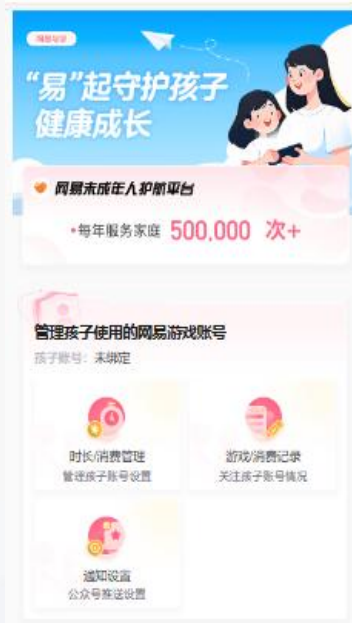 “易”起守护孩子
健康成长
网易未成年人护航平台
•每年服务家庭 500,000 次+
管理孩子使用的网易游戏账号
孩子账号：未绑定
时长/消费管理
管理孩子账号设置
游戏/消费记录
关注孩子账号情况
通知设置
公众号推送设置